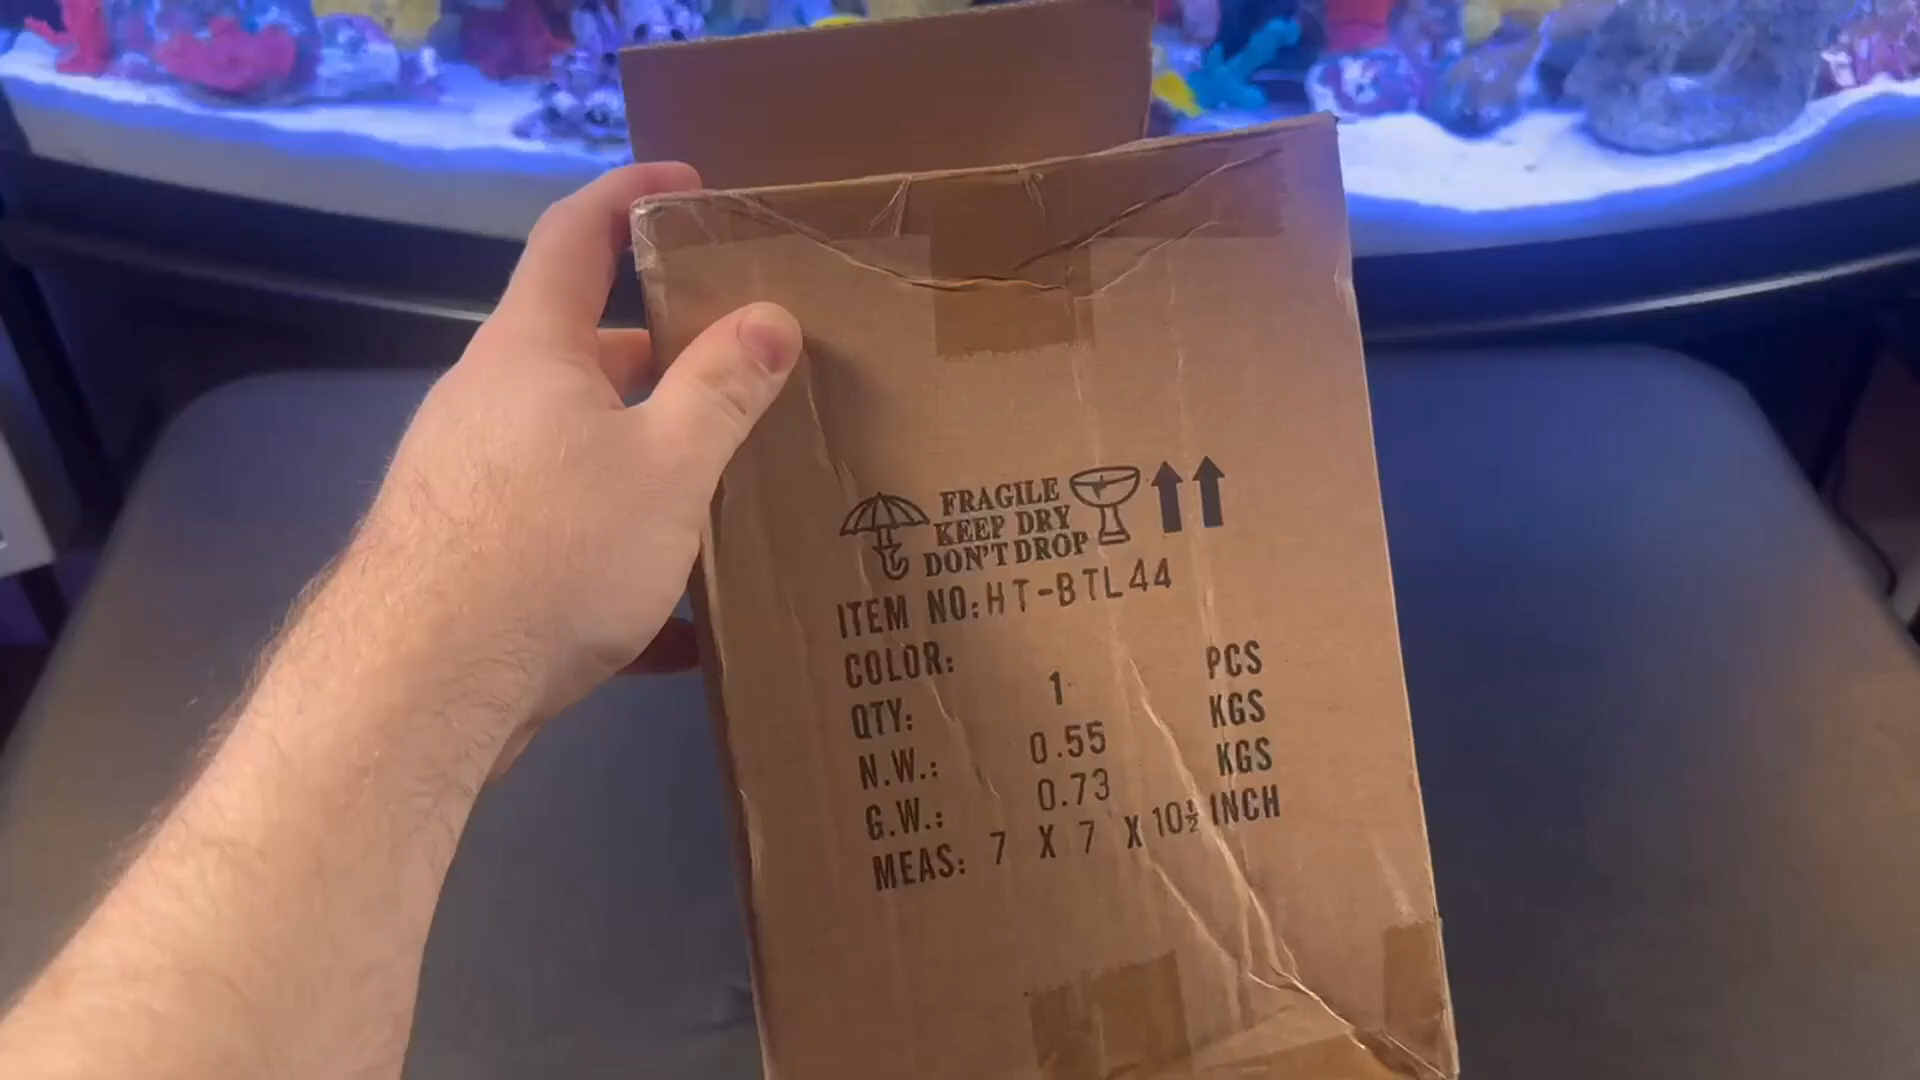 FRAGILE
KEEP DRY
DON'T DROP
ITEM NO: HT-BTL44
COLOR:
QTY: 1 PCS
N.W.: 0.55 KGS
G.W.: 0.73 KGS
MEAS: 7 X 7 X 10½ INCH